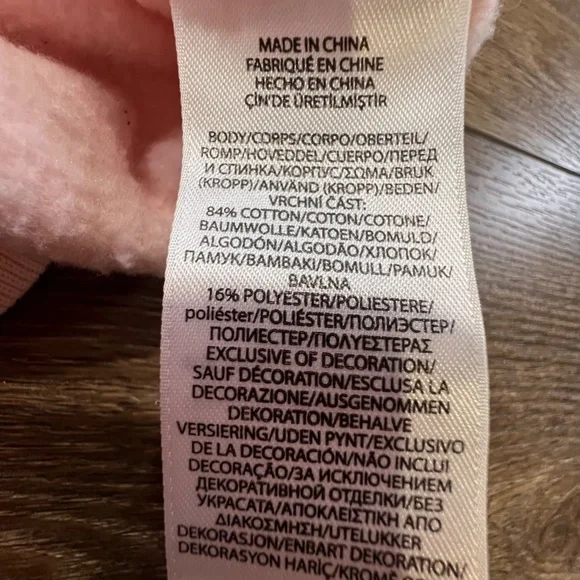 MADE IN CHINA
FABRIQUÉ EN CHINE
HECHO EN CHINA
ÇİN'DE ÜRETİLMİŞTİR
BODY/CORPS/CORPO/OBERTEIL/
ROMP/HOVEDDEL/CUERPO/ПЕРЕД
И СПИНКА/КОРПУС/ΣΩΜΑ/BRUK
(KROPP)/ANVÄND (KROPP)/BEDEN/
VRCHNÍ ČÁST:
84% COTTON/COTON/COTONE/
BAUMWOLLE/KATOEN/BOMULD/
ALGODÓN/ALGODÃO/ХЛОПОК/
ПАМУК/ΒΑΜΒΑΚΙ/BOMULL/PAMUK/
BAVLNA
16% POLYESTER/POLIESTERE/
poliéster/POLIÉSTER/ПОЛИЭСТЕР/
ПОЛИЕСТЕР/ΠΟΛΥΕΣΤΕΡΑΣ
EXCLUSIVE OF DECORATION/
SAUF DÉCORATION/ESCLUSA LA
DECORAZIONE/AUSGENOMMEN
DEKORATION/BEHALVE
VERSIERING/UDEN PYNT/EXCLUSIVO
DE LA DECORACIÓN/NÃO INCLUI
DECORAÇÃO/ЗА ИСКЛЮЧЕНИЕМ
ДЕКОРАТИВНОЙ ОТДЕЛКИ/БЕЗ
УКРАСАТА/ΑΠΟΚΛΕΙΣΤΙΚΗ ΑΠΟ
ΔΙΑΚΟΣΜΗΣΗ/UTELUKKER
DEKORASJON/ENBART DEKORATION/
DEKORASYON HARİÇ/KROMĚ